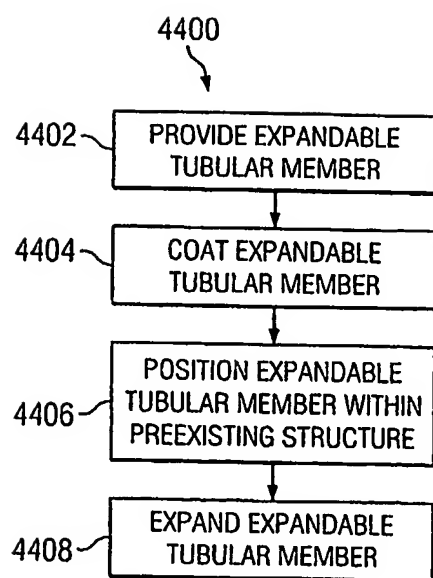 4400
4402
PROVIDE EXPANDABLE
TUBULAR MEMBER
4404
COAT EXPANDABLE
TUBULAR MEMBER
4406
POSITION EXPANDABLE
TUBULAR MEMBER WITHIN
PREEXISTING STRUCTURE
4408
EXPAND EXPANDABLE
TUBULAR MEMBER